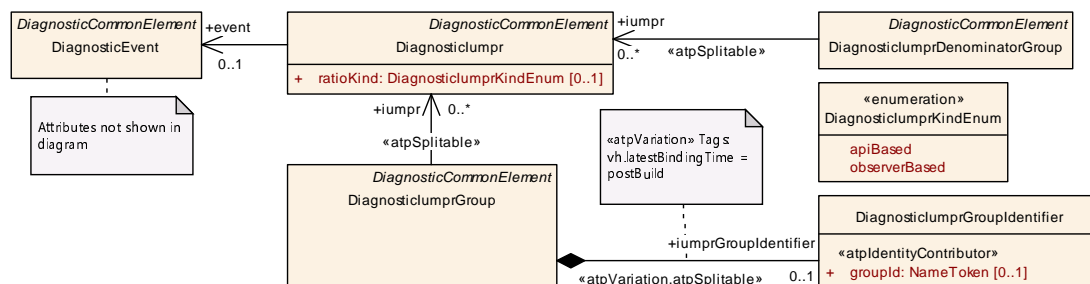 DiagnosticCommonElement
DiagnosticEvent
+event
0..1
DiagnosticCommonElement
DiagnosticIumpr
+ ratioKind: DiagnosticIumprKindEnum [0..1]
+iumpr
0..*
«atpSplitable»
DiagnosticCommonElement
DiagnosticIumprDenominatorGroup
Attributes not shown in
diagram
+iumpr
0..*
«atpSplitable»
«atpVariation» Tags:
vh.latestBindingTime =
postBuild
«enumeration»
DiagnosticIumprKindEnum
apiBased
observerBased
DiagnosticCommonElement
DiagnosticIumprGroup
+iumprGroupIdentifier
«atpVariation,atpSplitable»
0..1
DiagnosticIumprGroupIdentifier
«atpIdentityContributor»
+ groupId: NameToken [0..1]